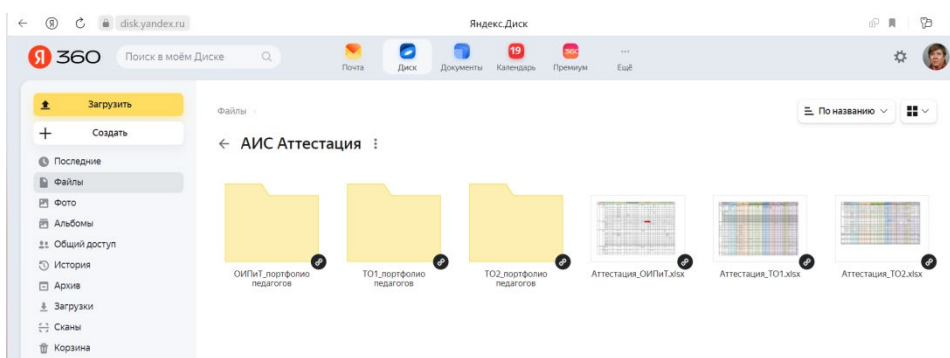 disk.yandex.ru
Яндекс.Диск
Я 360
Поиск в моём Диске
Почта
Диск
Документы
19
Календарь
360
Премиум
Ещё
Загрузить
Создать
Последние
Файлы
Фото
Альбомы
Общий доступ
История
Архив
Загрузки
Сканы
Корзина
Файлы
По названию
АИС Аттестация
ОИПиТ_портфолио
педагогов
ТО1_портфолио
педагогов
ТО2_портфолио
педагогов
Аттестация_ОИПиТ.xlsx
Аттестация_ТО1.xlsx
Аттестация_ТО2.xlsx